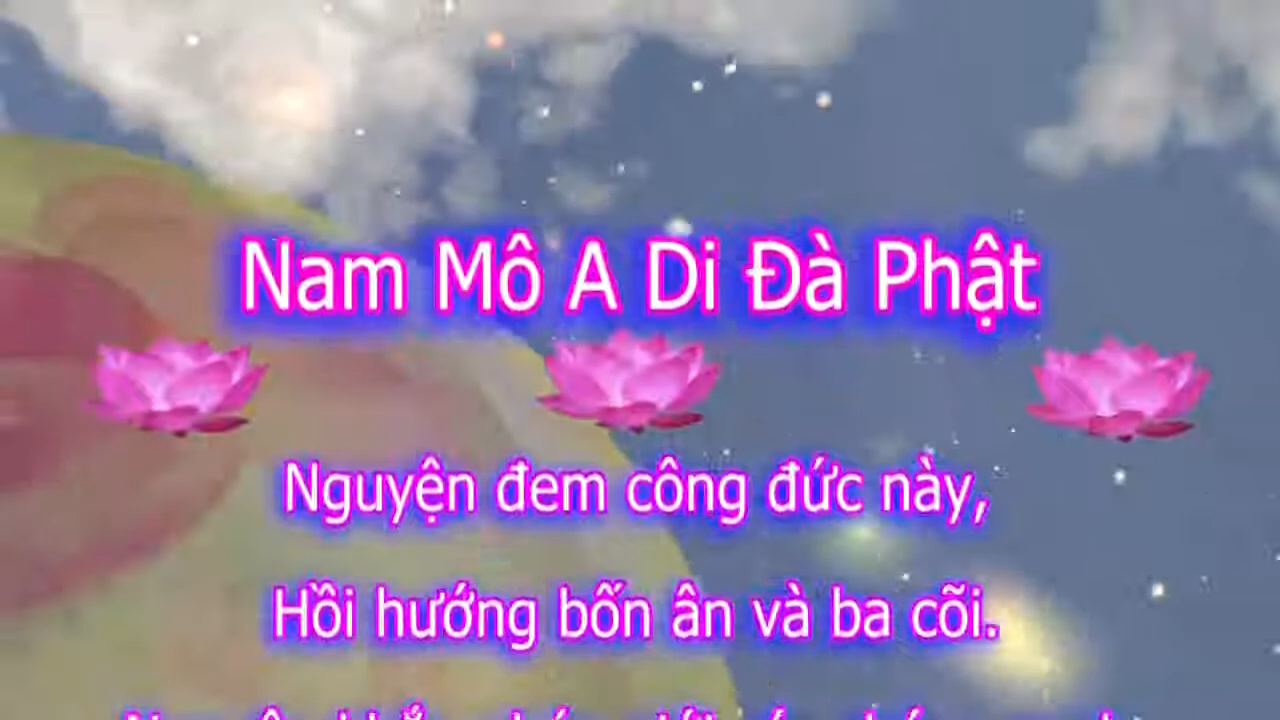 Nam Mô A Di Đà Phật
Nguyện đem công đức này,
Hồi hướng bốn ân và ba cõi.